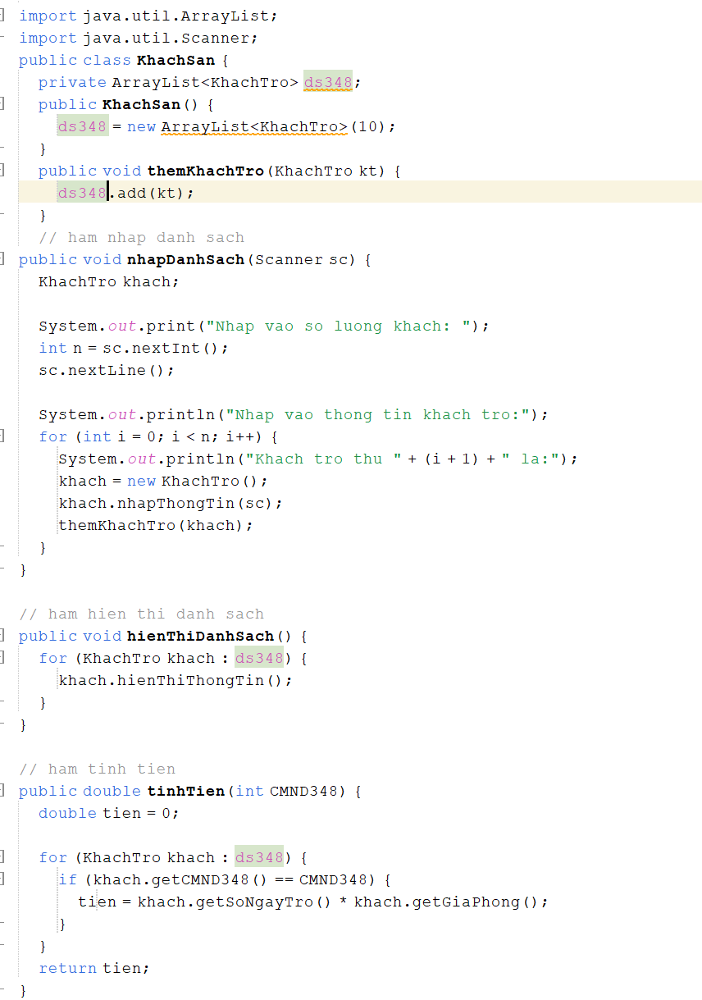 import java.util.ArrayList;
import java.util.Scanner;
public class KhachSan {
  private ArrayList<KhachTro> ds348;
  public KhachSan() {
    ds348 = new ArrayList<KhachTro>(10);
  }
  public void themKhachTro(KhachTro kt) {
    ds348.add(kt);
  }
  // ham nhap danh sach
public void nhapDanhSach(Scanner sc) {
  KhachTro khach;

  System.out.print("Nhap vao so luong khach: ");
  int n = sc.nextInt();
  sc.nextLine();

  System.out.println("Nhap vao thong tin khach tro:");
  for (int i = 0; i < n; i++) {
    System.out.println("Khach tro thu " + (i + 1) + " la:");
    khach = new KhachTro();
    khach.nhapThongTin(sc);
    themKhachTro(khach);
  }
}

// ham hien thi danh sach
public void hienThiDanhSach() {
  for (KhachTro khach : ds348) {
    khach.hienThiThongTin();
  }
}

// ham tinh tien
public double tinhTien(int CMND348) {
  double tien = 0;

  for (KhachTro khach : ds348) {
    if (khach.getCMND348() == CMND348) {
      tien = khach.getSoNgayTro() * khach.getGiaPhong();
    }
  }
  return tien;
}